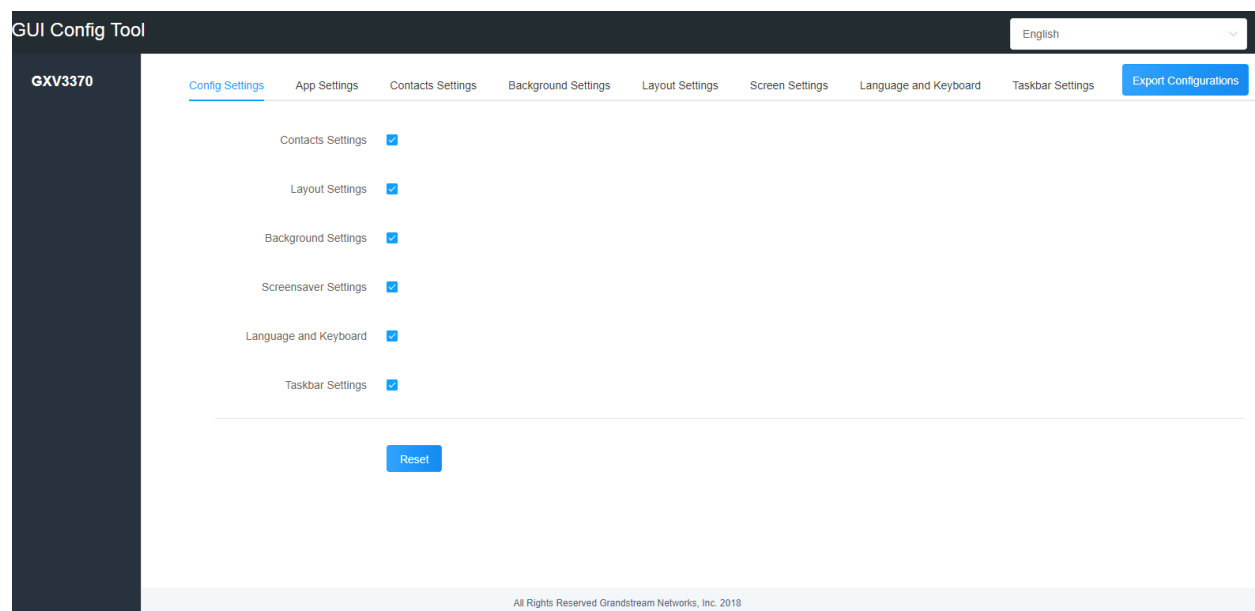 GUI Config Tool
English
GXV3370
Config Settings App Settings Contacts Settings Background Settings Layout Settings Screen Settings Language and Keyboard Taskbar Settings Export Configurations
Contacts Settings
Layout Settings
Background Settings
Screensaver Settings
Language and Keyboard
Taskbar Settings
Reset
All Rights Reserved Grandstream Networks, Inc. 2018